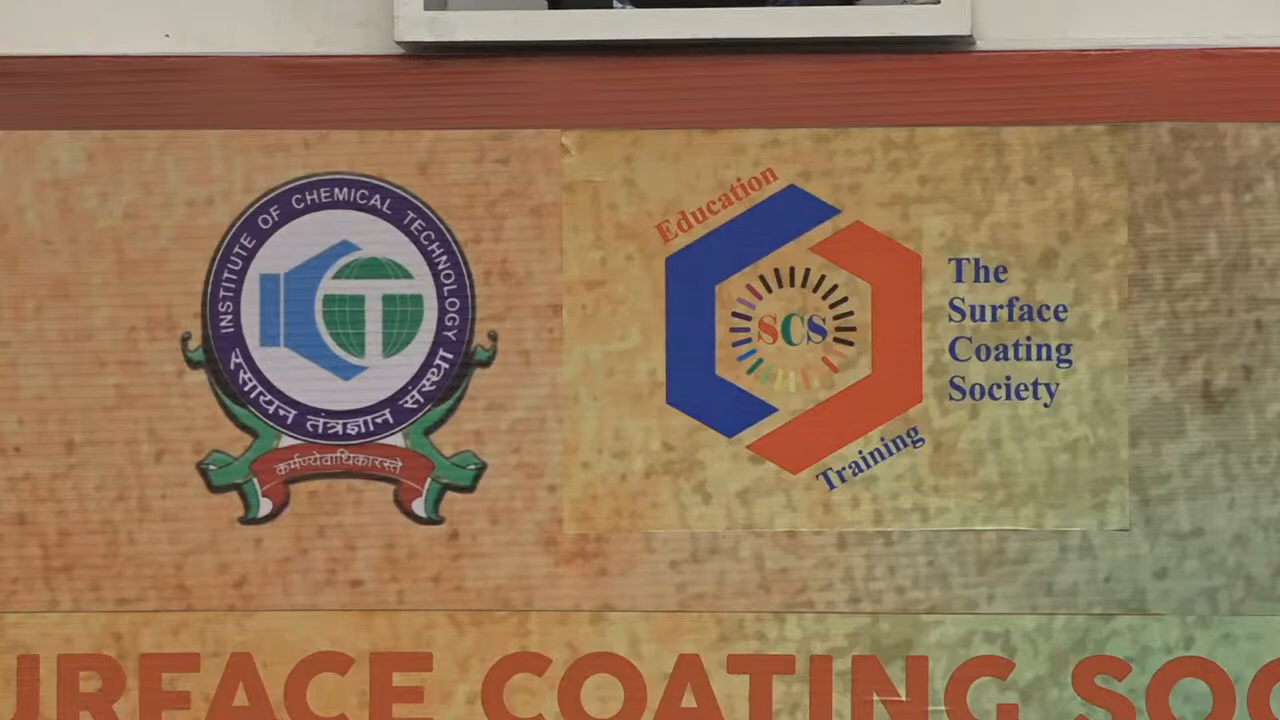 INSTITUTE OF CHEMICAL TECHNOLOGY
रसायन तंत्रज्ञान संस्था
कर्मण्येवाधिकारस्ते
Education
SCS
Training
The
Surface
Coating
Society
URFACE COATING SOC